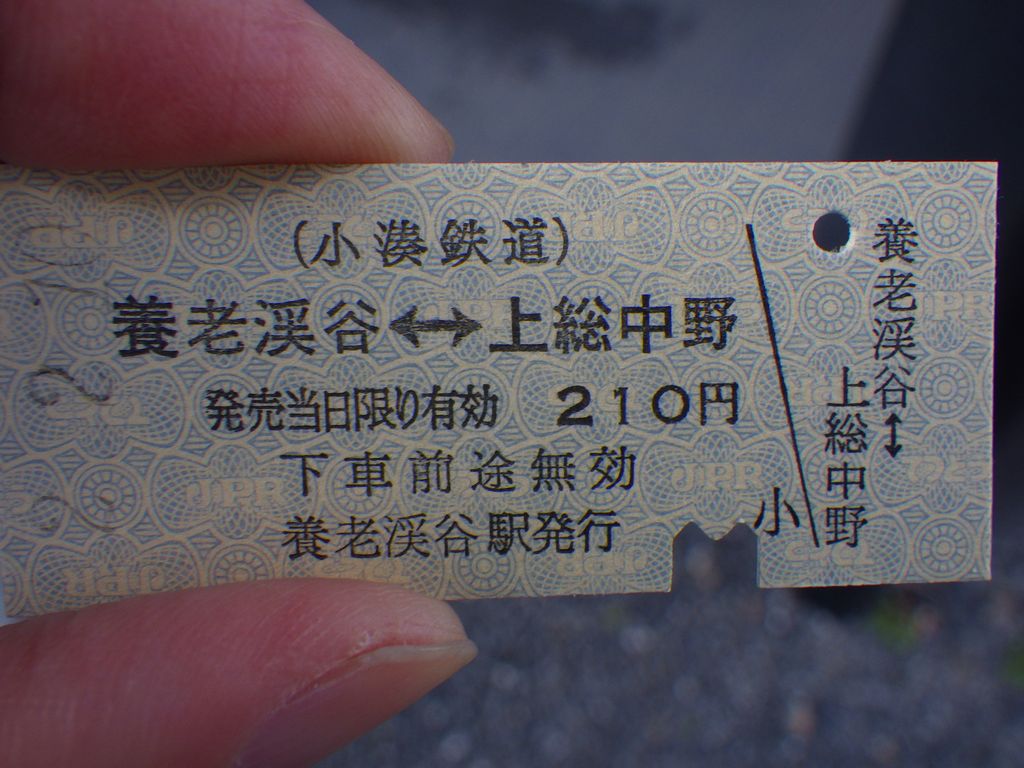 (小湊鉄道)
養老渓谷↔上総中野
発売当日限り有効 210円
下車前途無効
養老渓谷駅発行
小
養老渓谷↕
上総中野